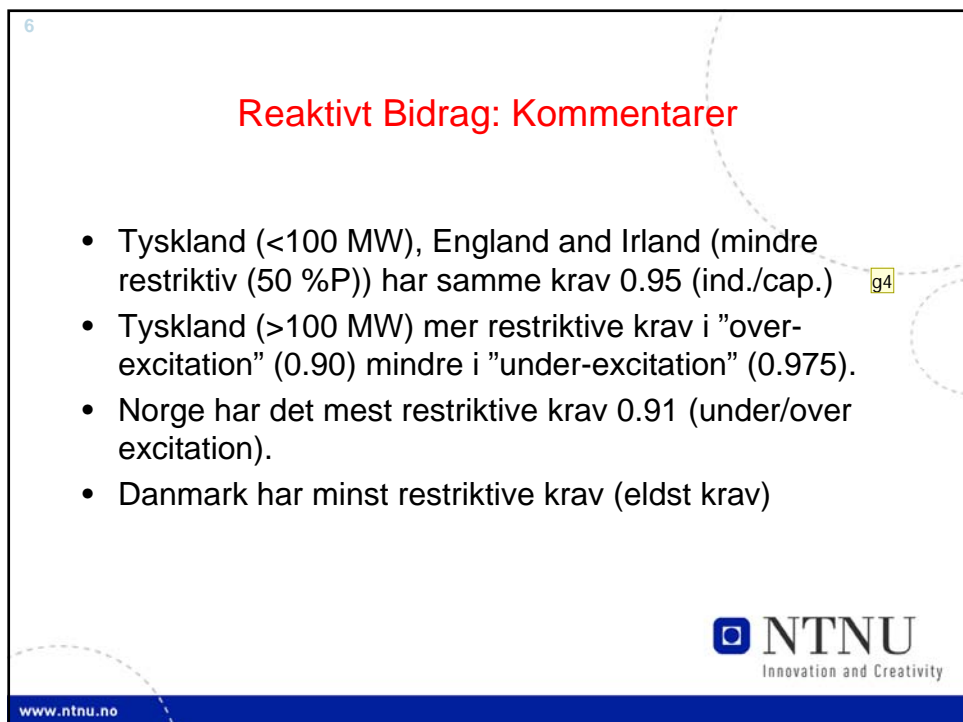 6
Reaktivt Bidrag: Kommentarer
• Tyskland (<100 MW), England and Irland (mindre
restriktiv (50 %P)) har samme krav 0.95 (ind./cap.)
g4
• Tyskland (>100 MW) mer restriktive krav i ”over-
excitation” (0.90) mindre i ”under-excitation” (0.975).
• Norge har det mest restriktive krav 0.91 (under/over
excitation).
• Danmark har minst restriktive krav (eldst krav)
NTNU
Innovation and Creativity
www.ntnu.no